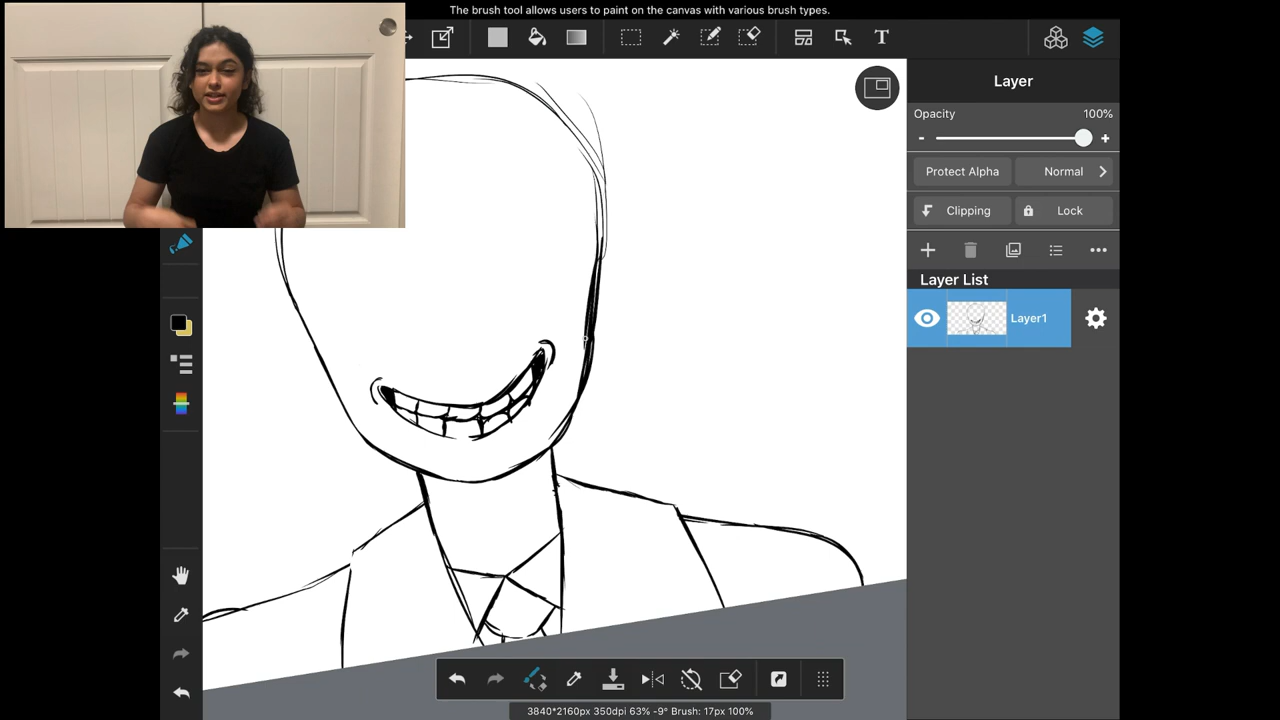 The brush tool allows users to paint on the canvas with various brush types.
T
Layer
Opacity 100%
- +
Protect Alpha Normal
Clipping Lock
Layer List
Layer1
3840*2160px 350dpi 63% -9° Brush: 17px 100%